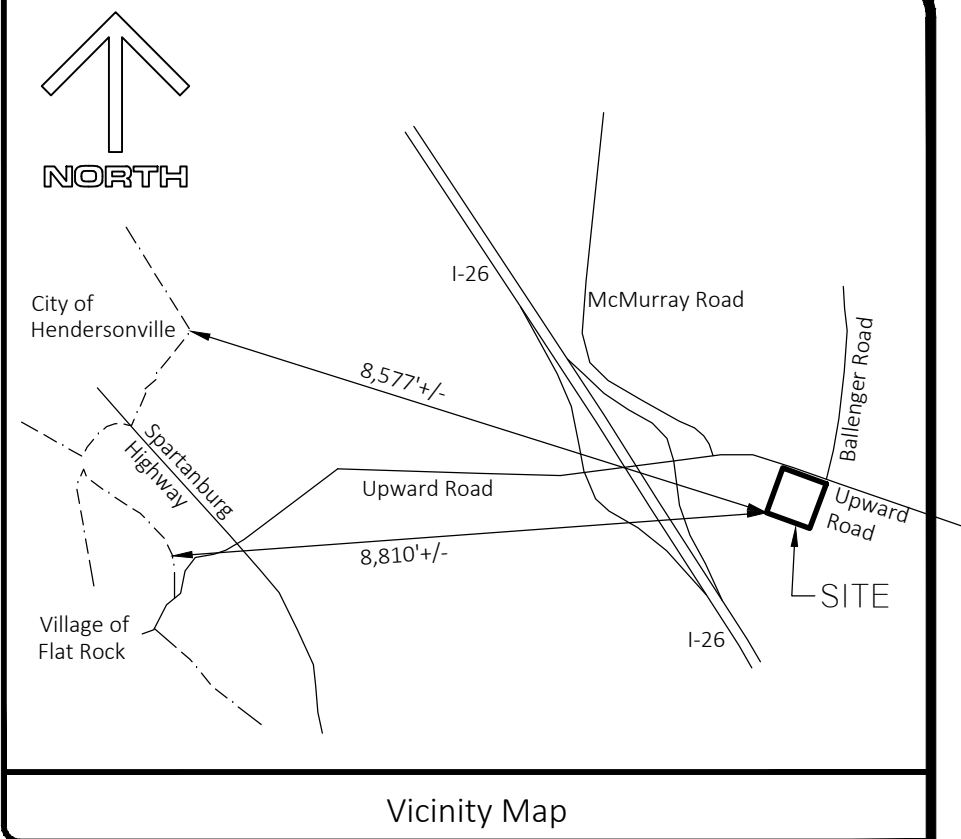 NORTH
I-26
McMurray Road
City of
Hendersonville
Ballenger Road
8,577'+/-
Spartanburg
Highway
Upward Road
Upward
Road
8,810'+/-
SITE
Village of
Flat Rock
I-26
Vicinity Map